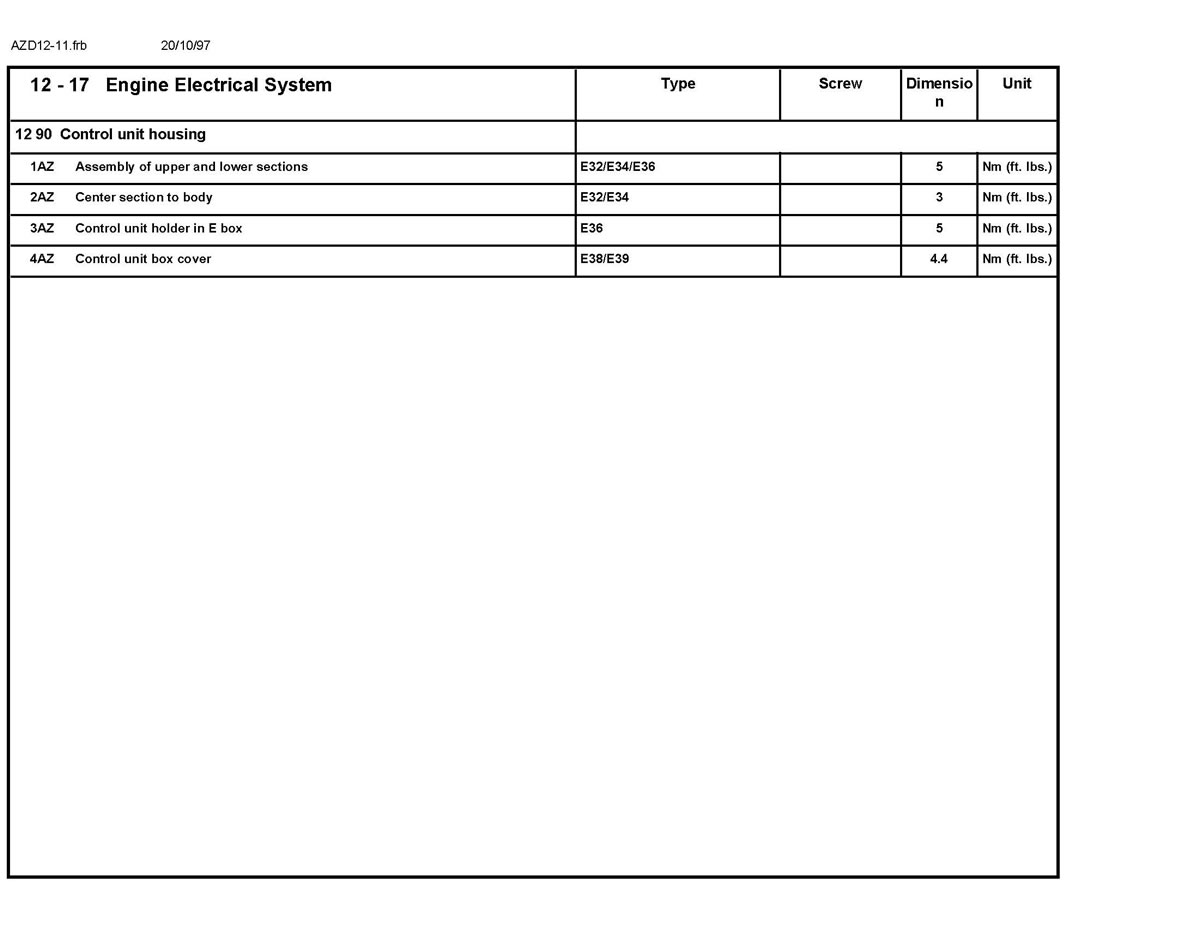 AZD12-11.frb 20/10/97
12 - 17 Engine Electrical System Type Screw Dimensio Unit
n
12 90 Control unit housing
1AZ Assembly of upper and lower sections E32/E34/E36 5 Nm (ft. lbs.)
2AZ Center section to body E32/E34 3 Nm (ft. lbs.)
3AZ Control unit holder in E box E36 5 Nm (ft. lbs.)
4AZ Control unit box cover E38/E39 4.4 Nm (ft. lbs.)